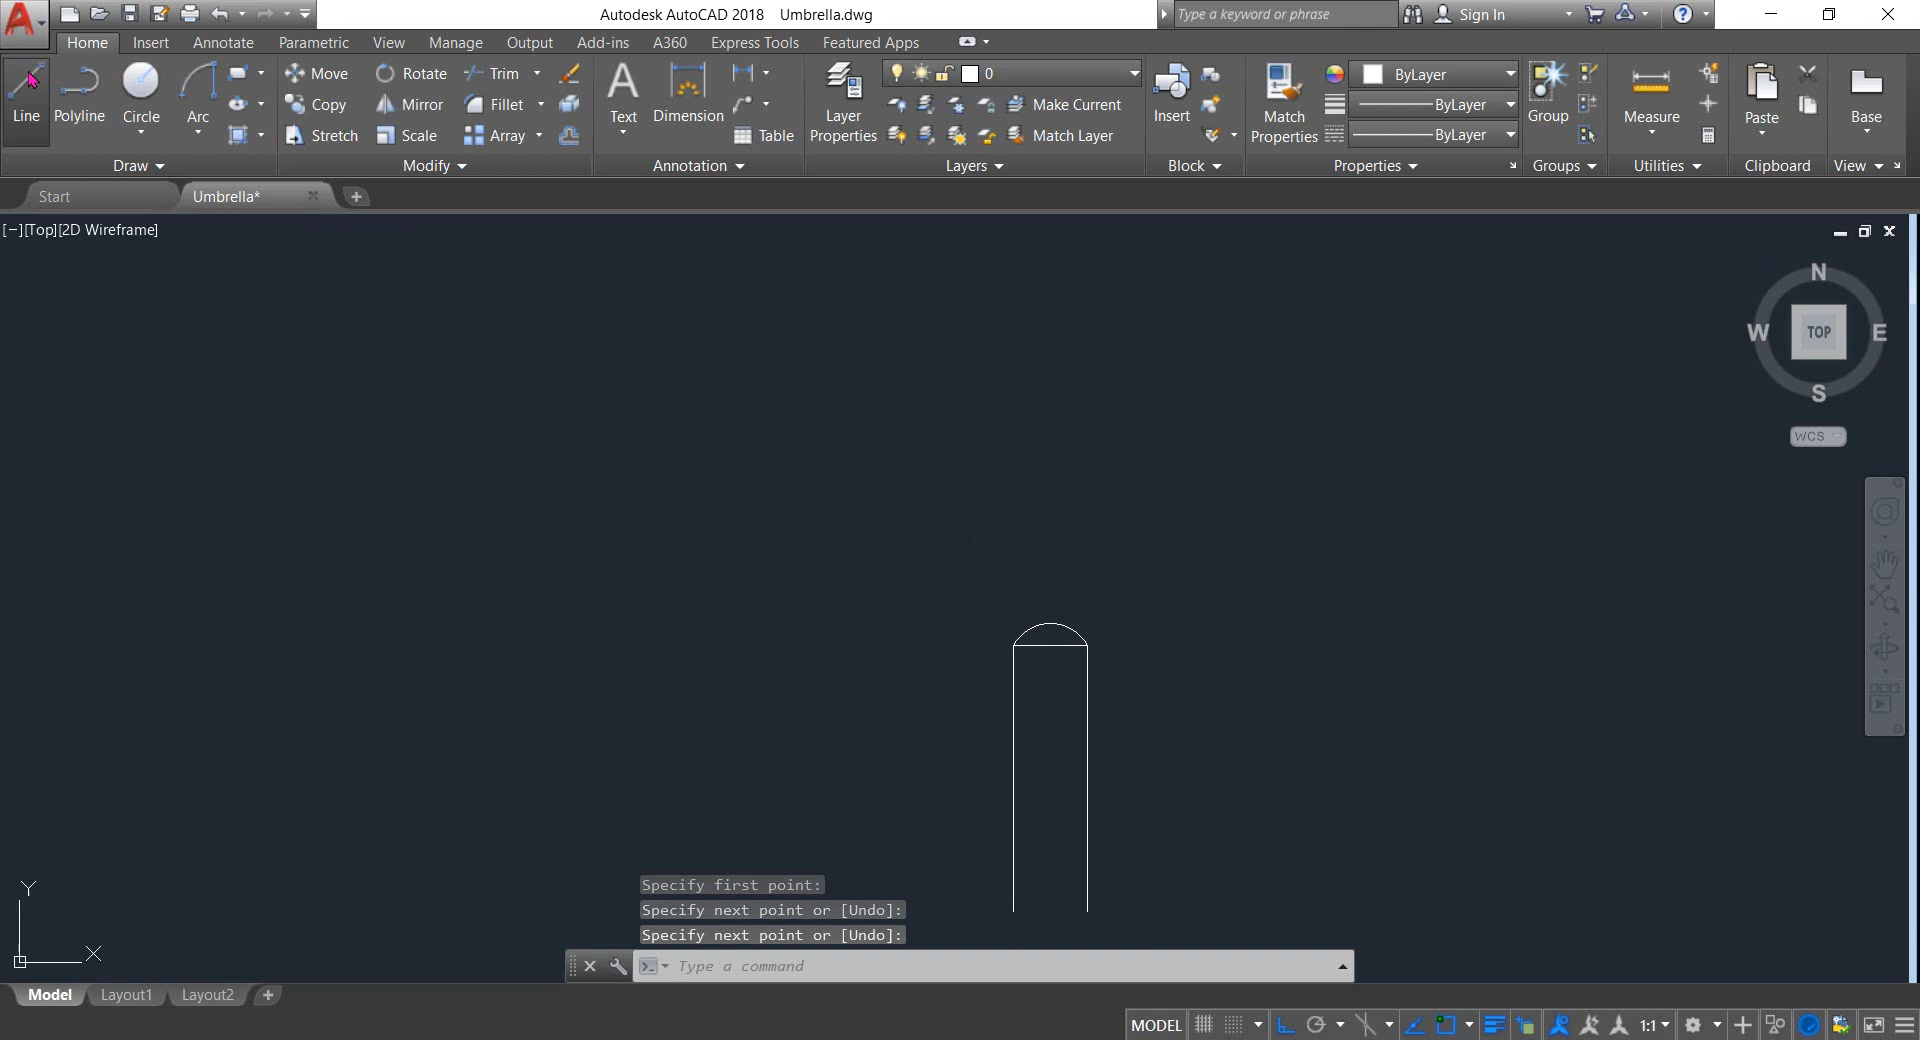 Autodesk AutoCAD 2018 Umbrella.dwg
Type a keyword or phrase
Sign In
Home Insert Annotate Parametric View Manage Output Add-ins A360 Express Tools Featured Apps
Line Polyline Circle Arc
Move Rotate Trim
Copy Mirror Fillet
Stretch Scale Array
Text Dimension Table
Layer Properties
0
Make Current
Match Layer
Insert
Match Properties
ByLayer
ByLayer
ByLayer
Group
Measure
Paste
Base
Draw Modify Annotation Layers Block Properties Groups Utilities Clipboard View
Start Umbrella*
[−][Top][2D Wireframe]
N
W TOP E
S
WCS
Y
X
Specify first point:
Specify next point or [Undo]:
Specify next point or [Undo]:
Type a command
Model Layout1 Layout2
MODEL 1:1